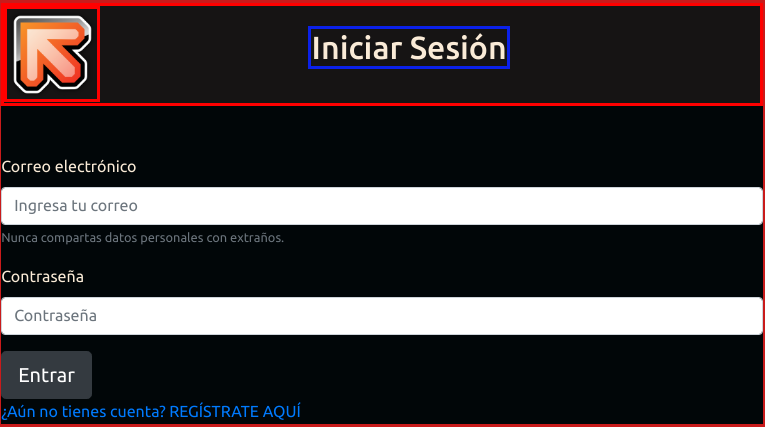 Iniciar Sesión
Correo electrónico
Ingresa tu correo
Nunca compartas datos personales con extraños.
Contraseña
Contraseña
Entrar
¿Aún no tienes cuenta? REGÍSTRATE AQUÍ